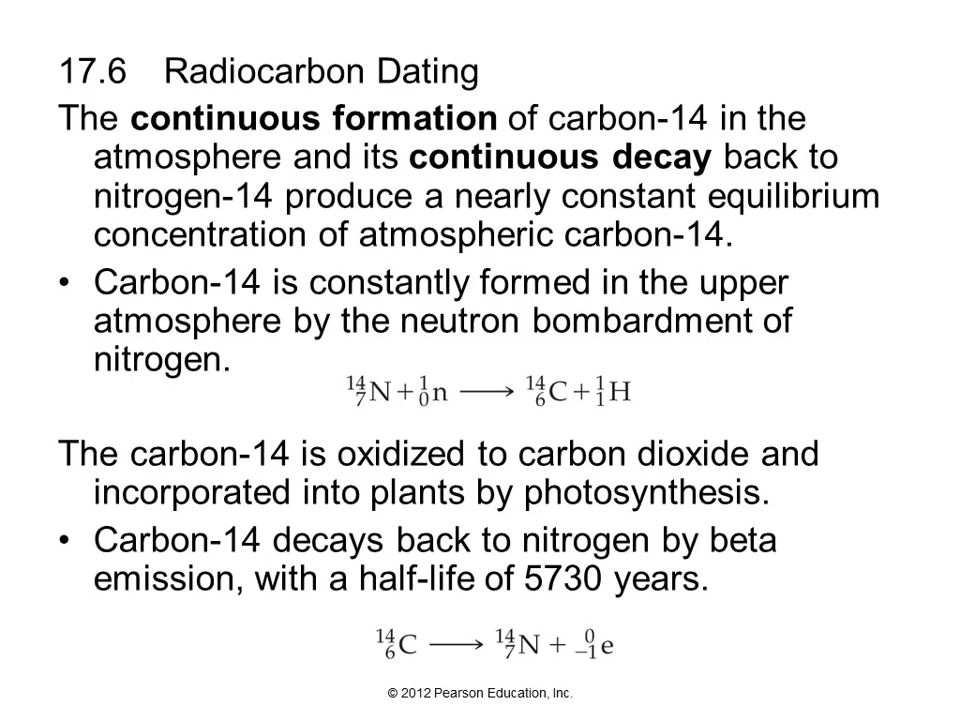 17.6 Radiocarbon Dating
The continuous formation of carbon-14 in the
atmosphere and its continuous decay back to
nitrogen-14 produce a nearly constant equilibrium
concentration of atmospheric carbon-14.
• Carbon-14 is constantly formed in the upper
atmosphere by the neutron bombardment of
nitrogen.
¹⁴₇N + ¹₀n ⟶ ¹⁴₆C + ¹₁H
The carbon-14 is oxidized to carbon dioxide and
incorporated into plants by photosynthesis.
• Carbon-14 decays back to nitrogen by beta
emission, with a half-life of 5730 years.
¹⁴₆C ⟶ ¹⁴₇N + ⁰₋₁e
© 2012 Pearson Education, Inc.